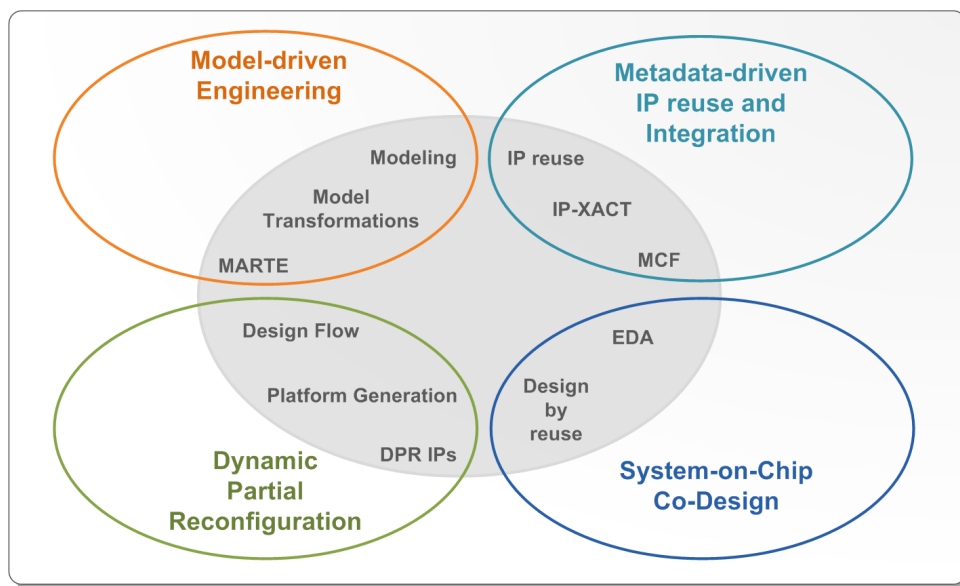 Model-driven
Engineering
Metadata-driven
IP reuse and
Integration
Modeling
IP reuse
Model
Transformations
IP-XACT
MARTE
MCF
Design Flow
EDA
Platform Generation
Design
by
reuse
DPR IPs
Dynamic
Partial
Reconfiguration
System-on-Chip
Co-Design